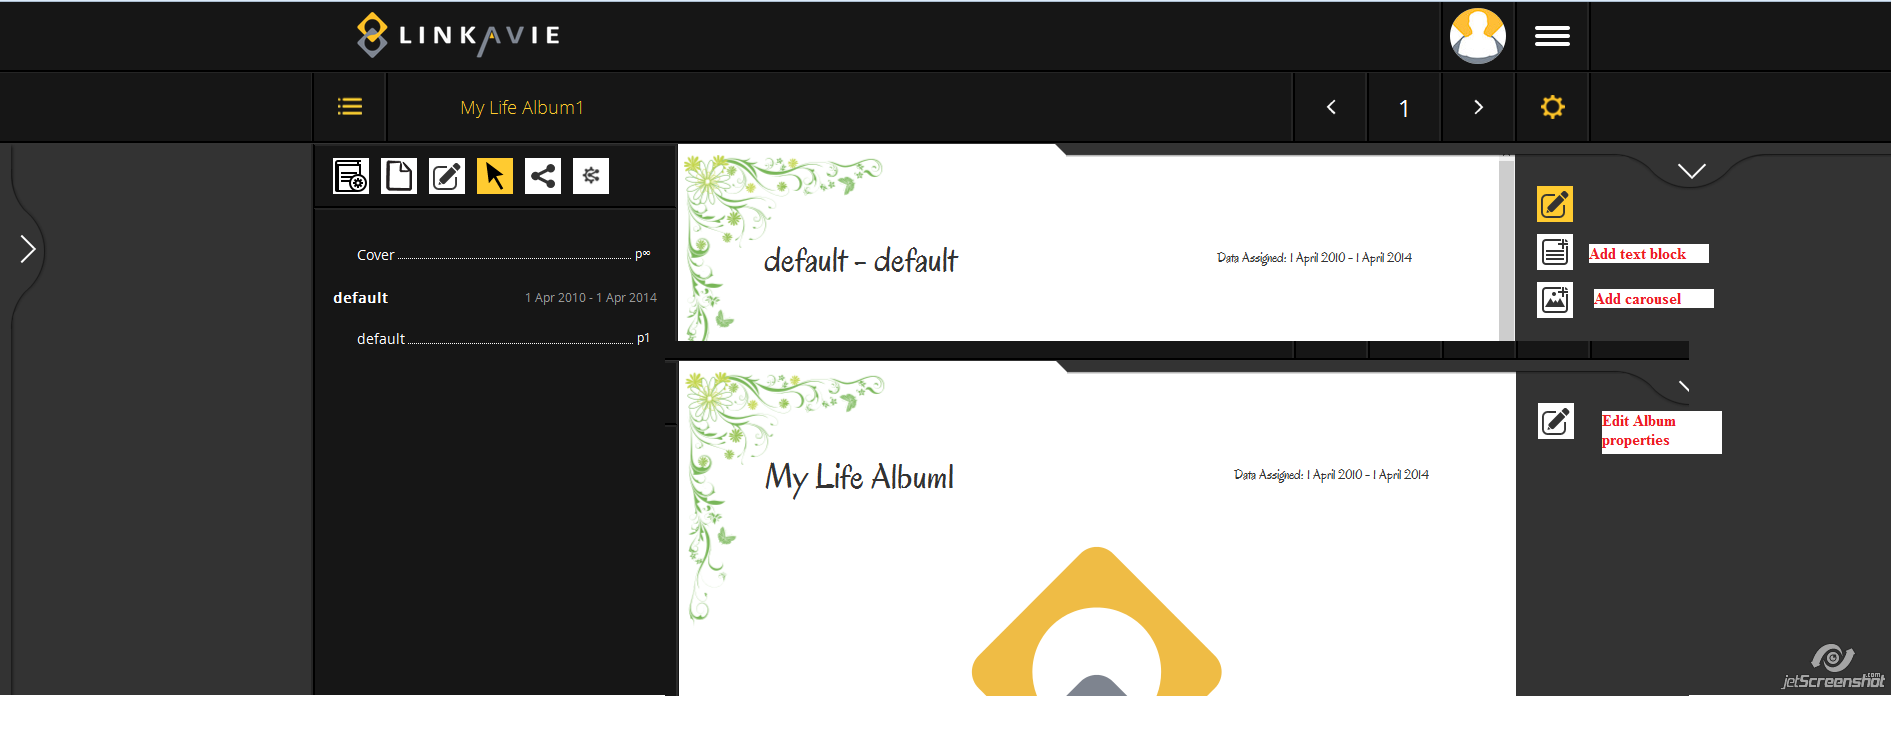 LINKAVIE
My Life Album1
1
Cover p∞
default 1 Apr 2010 - 1 Apr 2014
default p1
default - default
Data Assigned: 1 April 2010 - 1 April 2014
Add text block
Add carousel
My Life Album1
Data Assigned: 1 April 2010 - 1 April 2014
Edit Album
properties
jetScreenshot.com